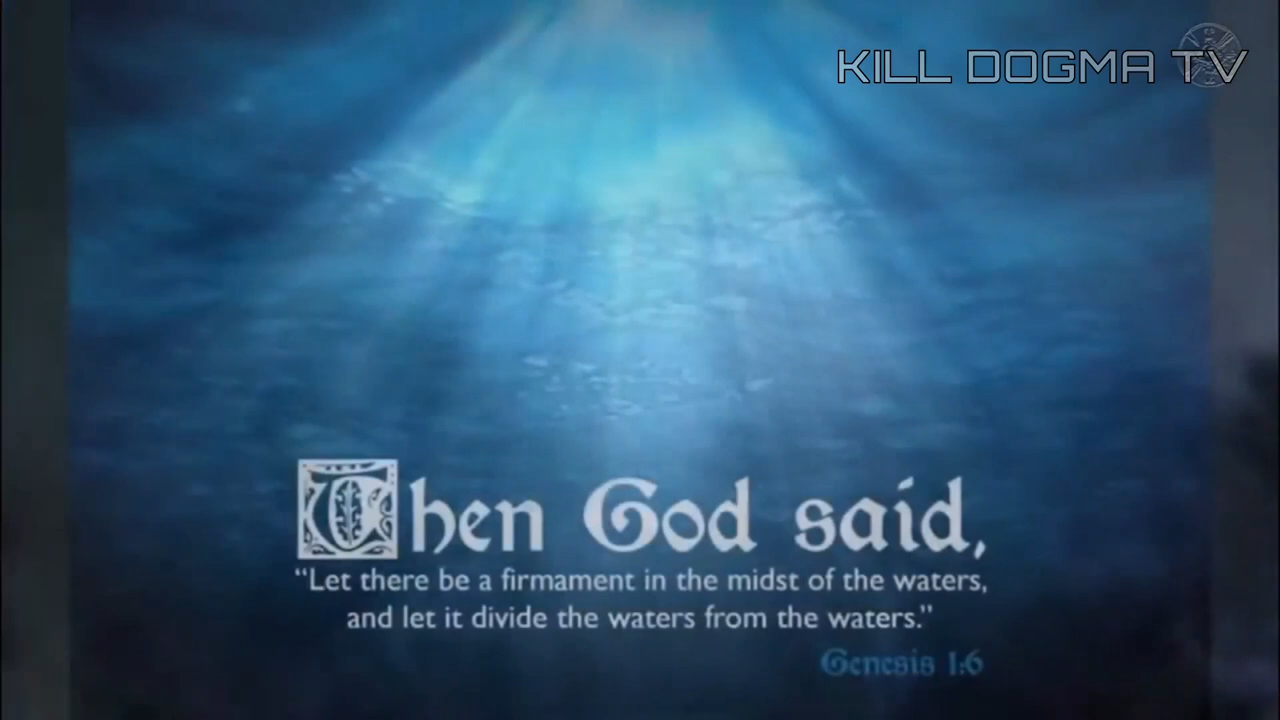 KILL DOGMA TV
Then God said,
“Let there be a firmament in the midst of the waters,
and let it divide the waters from the waters.”
Genesis 1:6